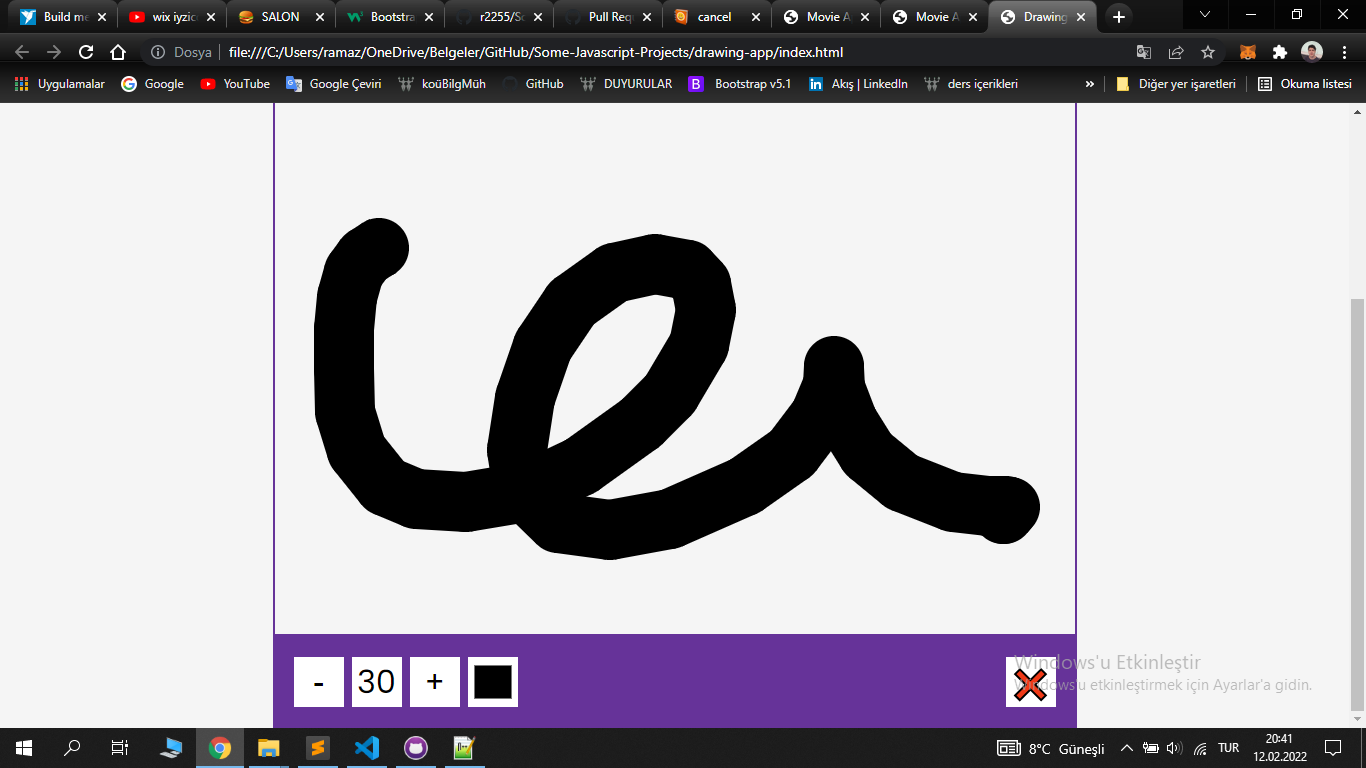 Build me wix iyzic SALON Bootstra r2255/So Pull Req cancel Movie A Movie A Drawing
Dosya file:///C:/Users/ramaz/OneDrive/Belgeler/GitHub/Some-Javascript-Projects/drawing-app/index.html
Uygulamalar Google YouTube Google Çeviri koüBilgMüh GitHub DUYURULAR Bootstrap v5.1 Akış | LinkedIn ders içerikleri » Diğer yer işaretleri Okuma listesi
- 30 +
Windows'u Etkinleştir
Windows'u etkinleştirmek için Ayarlar'a gidin.
8°C Güneşli TUR 20:41
12.02.2022